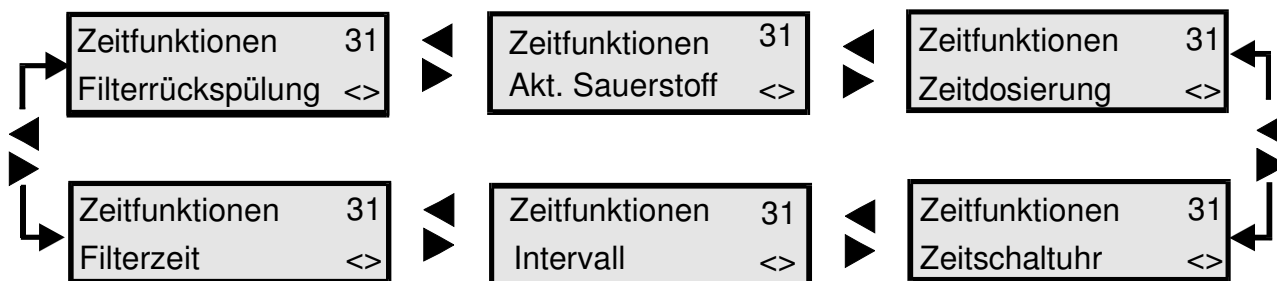 Zeitfunktionen 31
Filterrückspülung <>
Zeitfunktionen 31
Akt. Sauerstoff <>
Zeitfunktionen 31
Zeitdosierung <>
Zeitfunktionen 31
Filterzeit <>
Zeitfunktionen 31
Intervall <>
Zeitfunktionen 31
Zeitschaltuhr <>